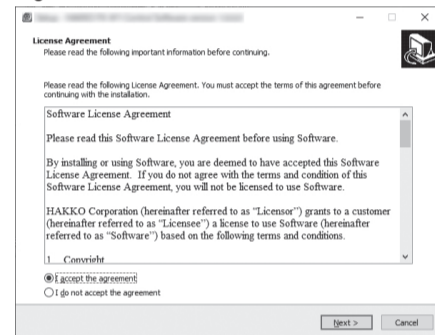 License Agreement
Please read the following important information before continuing.
Please read the following License Agreement. You must accept the terms of this agreement before
continuing with the installation.
Software License Agreement
Please read this Software License Agreement before using Software.
By installing or using Software, you are deemed to have accepted this Software
License Agreement. If you do not agree with the terms and condition of this
Software License Agreement, you will not be licensed to use Software.
HAKKO Corporation (hereinafter referred to as "Licensor") grants to a customer
(hereinafter referred to as "Licensee") a license to use Software (hereinafter
referred to as "Software") based on the following terms and conditions.
1 Copyright
I accept the agreement
I do not accept the agreement
Next > Cancel